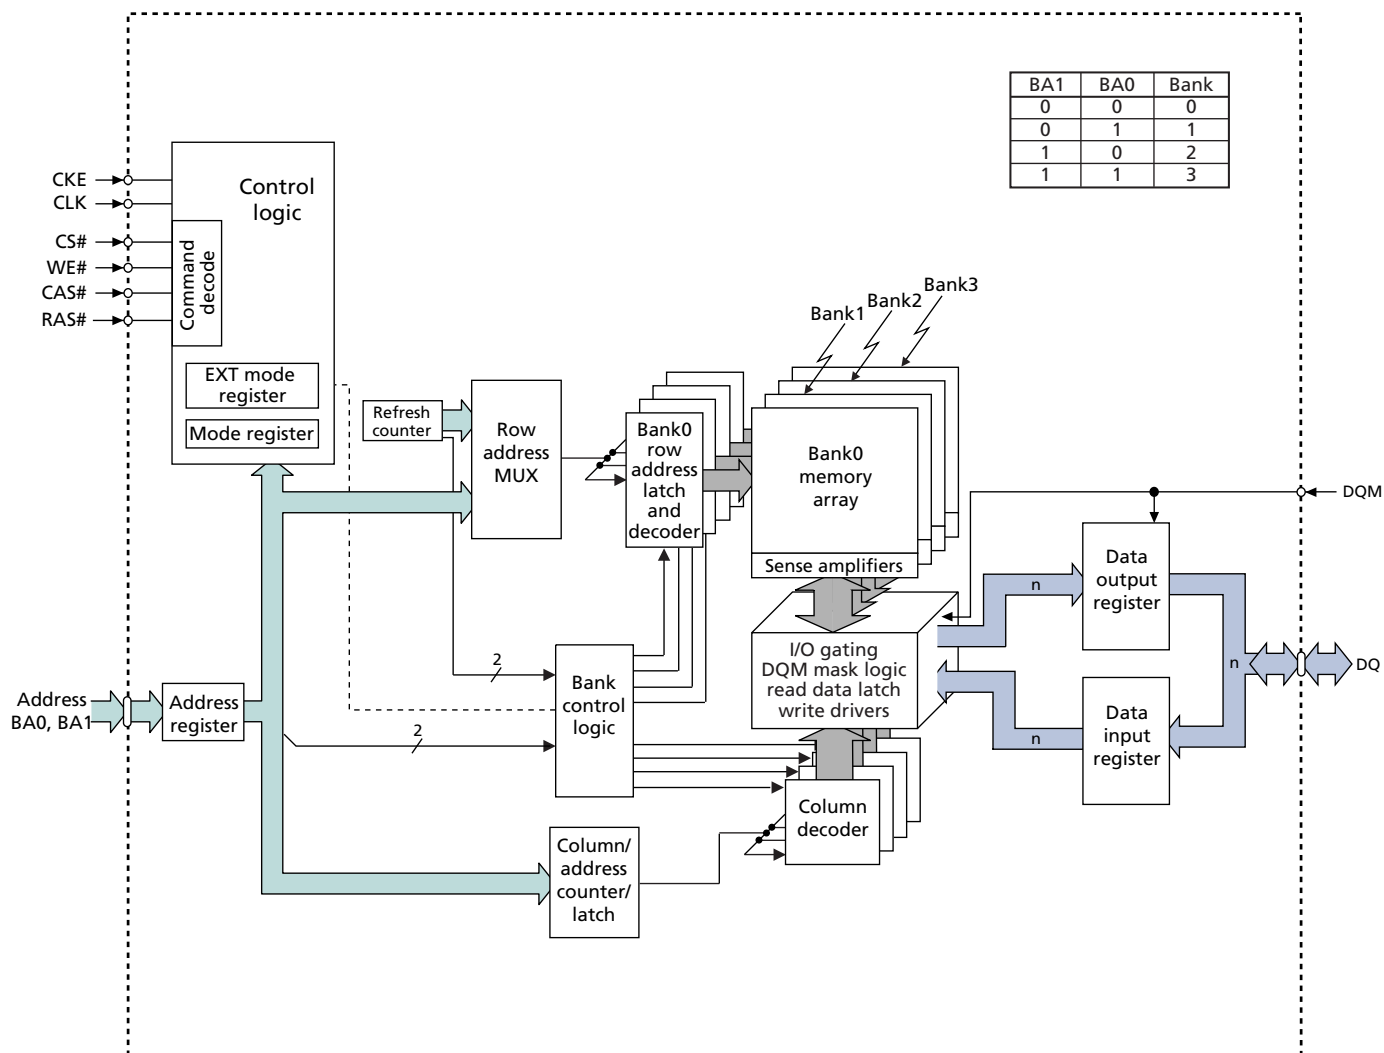 BA1 BA0 Bank
0 0 0
0 1 1
1 0 2
1 1 3
CKE
CLK
CS#
WE#
CAS#
RAS#
Control
logic
Command
decode
EXT mode
register
Mode register
Refresh
counter
Row
address
MUX
Bank0
row
address
latch
and
decoder
Bank1
Bank2
Bank3
Bank0
memory
array
Sense amplifiers
DQM
Data
output
register
n
I/O gating
DQM mask logic
read data latch
write drivers
n
DQ
Data
input
register
n
2
Bank
control
logic
2
Address
BA0, BA1
Address
register
Column
decoder
Column/
address
counter/
latch